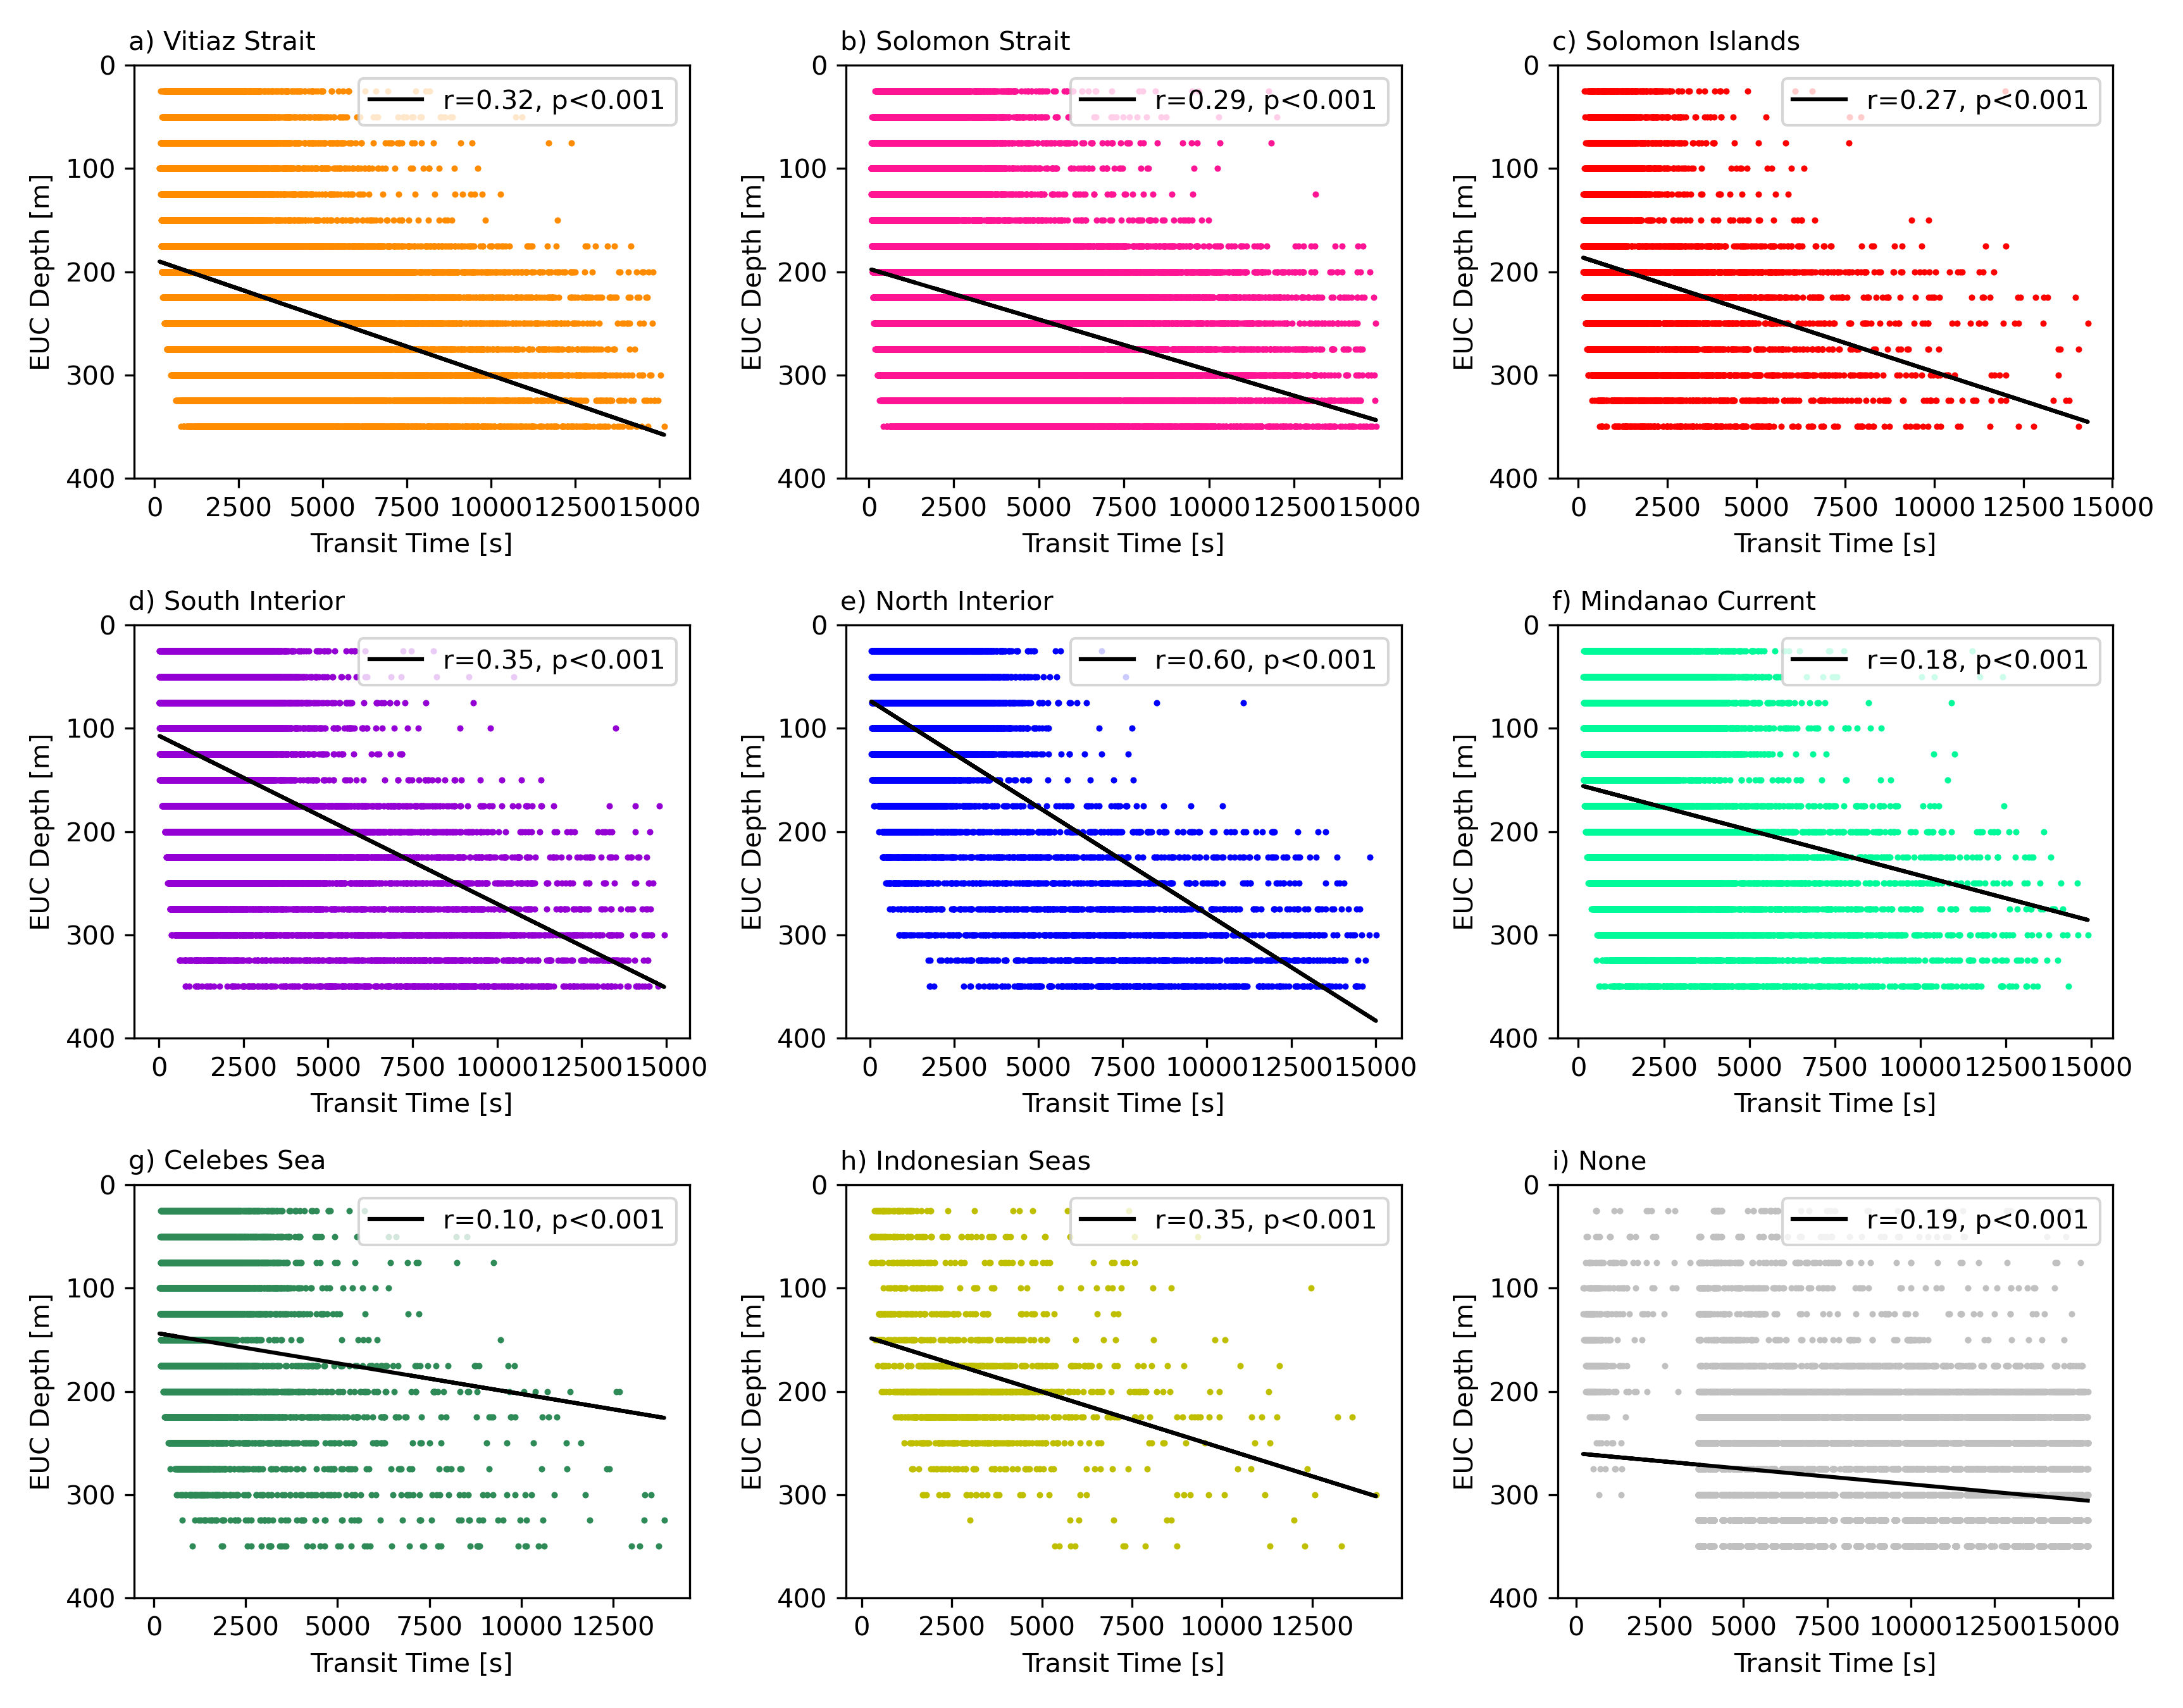 a) Vitiaz Strait
r=0.32, p<0.001
0
100
200
300
400
EUC Depth [m]
0 2500 5000 7500 10000 12500 15000
Transit Time [s]
b) Solomon Strait
r=0.29, p<0.001
0
100
200
300
400
EUC Depth [m]
0 2500 5000 7500 10000 12500 15000
Transit Time [s]
c) Solomon Islands
r=0.27, p<0.001
0
100
200
300
400
EUC Depth [m]
0 2500 5000 7500 10000 12500 15000
Transit Time [s]
d) South Interior
r=0.35, p<0.001
0
100
200
300
400
EUC Depth [m]
0 2500 5000 7500 10000 12500 15000
Transit Time [s]
e) North Interior
r=0.60, p<0.001
0
100
200
300
400
EUC Depth [m]
0 2500 5000 7500 10000 12500 15000
Transit Time [s]
f) Mindanao Current
r=0.18, p<0.001
0
100
200
300
400
EUC Depth [m]
0 2500 5000 7500 10000 12500 15000
Transit Time [s]
g) Celebes Sea
r=0.10, p<0.001
0
100
200
300
400
EUC Depth [m]
0 2500 5000 7500 10000 12500
Transit Time [s]
h) Indonesian Seas
r=0.35, p<0.001
0
100
200
300
400
EUC Depth [m]
0 2500 5000 7500 10000 12500
Transit Time [s]
i) None
r=0.19, p<0.001
0
100
200
300
400
EUC Depth [m]
0 2500 5000 7500 10000 12500 15000
Transit Time [s]